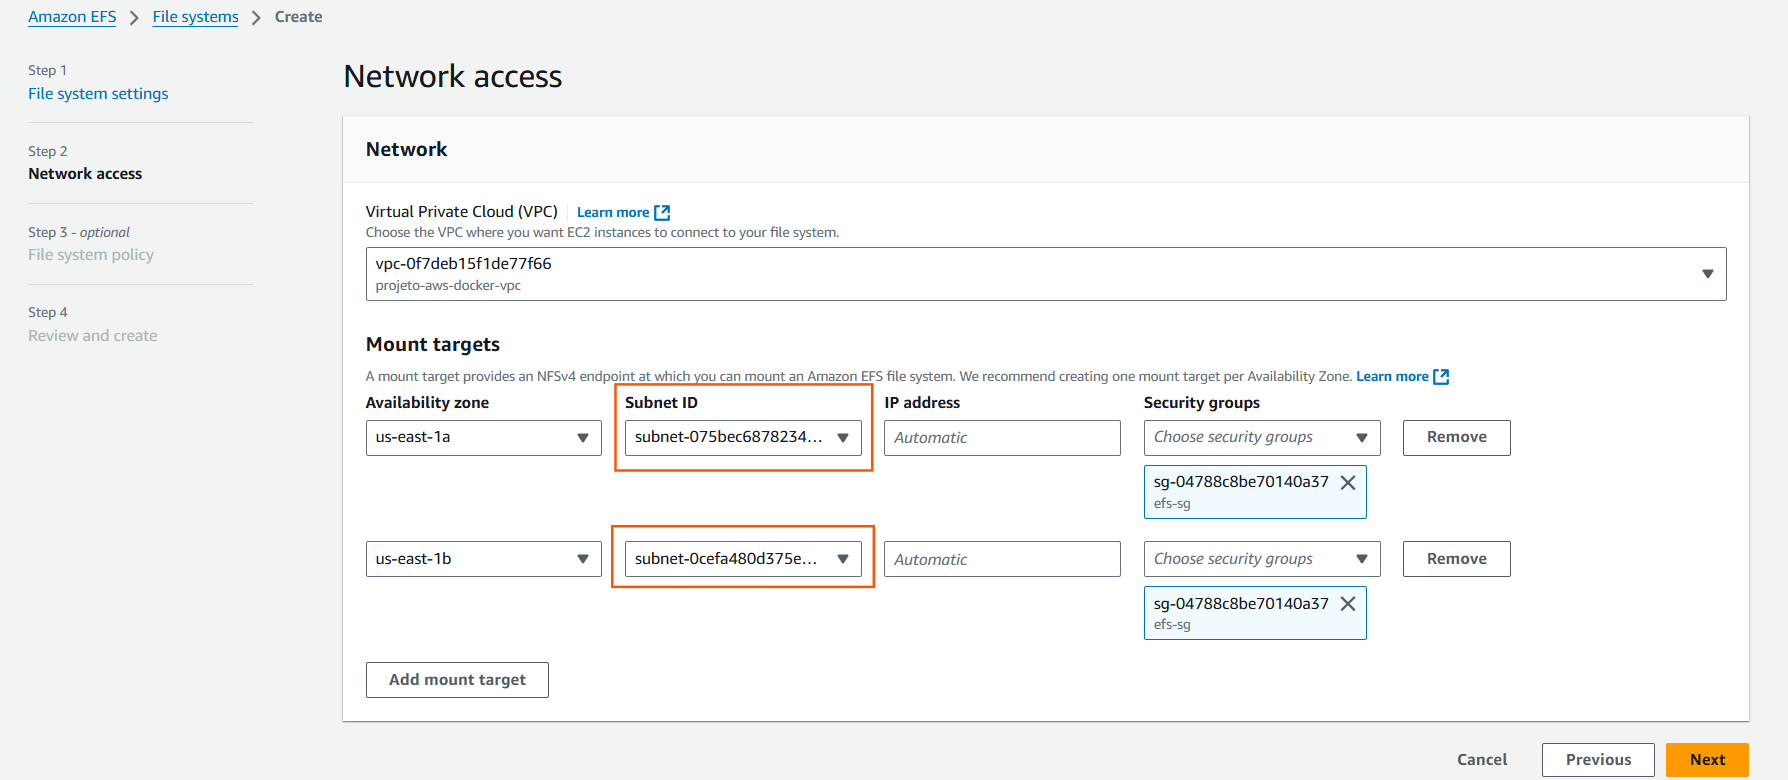 Amazon EFS > File systems > Create
Step 1
File system settings
Step 2
Network access
Step 3 - optional
File system policy
Step 4
Review and create
Network access
Network
Virtual Private Cloud (VPC) Learn more
Choose the VPC where you want EC2 instances to connect to your file system.
vpc-0f7deb15f1de77f66
projeto-aws-docker-vpc
Mount targets
A mount target provides an NFSv4 endpoint at which you can mount an Amazon EFS file system. We recommend creating one mount target per Availability Zone. Learn more
Availability zone Subnet ID IP address Security groups
us-east-1a subnet-075bec6878234... Automatic Choose security groups Remove
sg-04788c8be70140a37
efs-sg
us-east-1b subnet-0cefa480d375e... Automatic Choose security groups Remove
sg-04788c8be70140a37
efs-sg
Add mount target
Cancel Previous Next